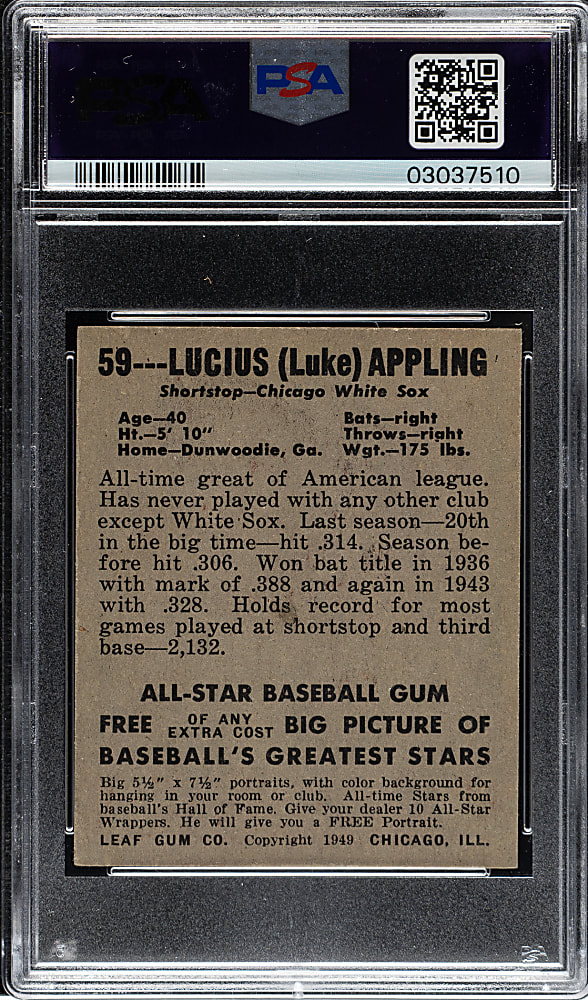 PSA
PSA
03037510
59---LUCIUS (Luke) APPLING
Shortstop—Chicago White Sox
Age—40 Bats—right
Ht.—5' 10" Throws—right
Home—Dunwoodie, Ga. Wgt.—175 lbs.
All-time great of American league.
Has never played with any other club
except White Sox. Last season—20th
in the big time—hit .314. Season be-
fore hit .306. Won bat title in 1936
with mark of .388 and again in 1943
with .328. Holds record for most
games played at shortstop and third
base—2,132.
ALL-STAR BASEBALL GUM
FREE OF ANY EXTRA COST BIG PICTURE OF
BASEBALL'S GREATEST STARS
Big 5½" x 7½" portraits, with color background for
hanging in your room or club. All-time Stars from
baseball's Hall of Fame. Give your dealer 10 All-Star
Wrappers. He will give you a FREE Portrait.
LEAF GUM CO. Copyright 1949 CHICAGO, ILL.
PSA